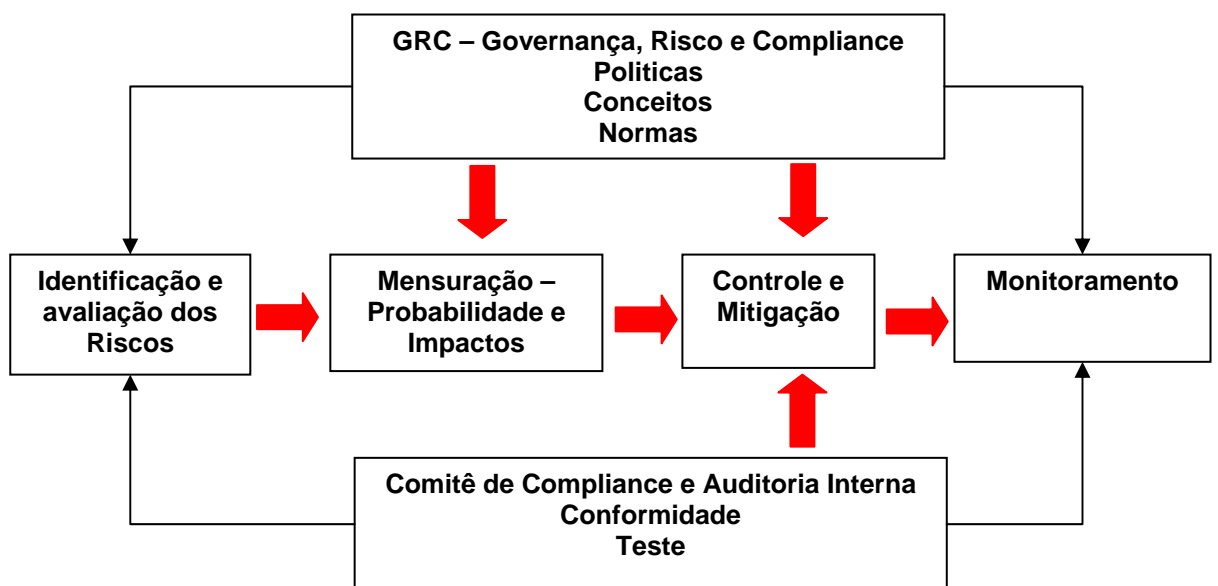 GRC – Governança, Risco e Compliance
Politicas
Conceitos
Normas
Identificação e
avaliação dos
Riscos
Mensuração –
Probabilidade e
Impactos
Controle e
Mitigação
Monitoramento
Comitê de Compliance e Auditoria Interna
Conformidade
Teste